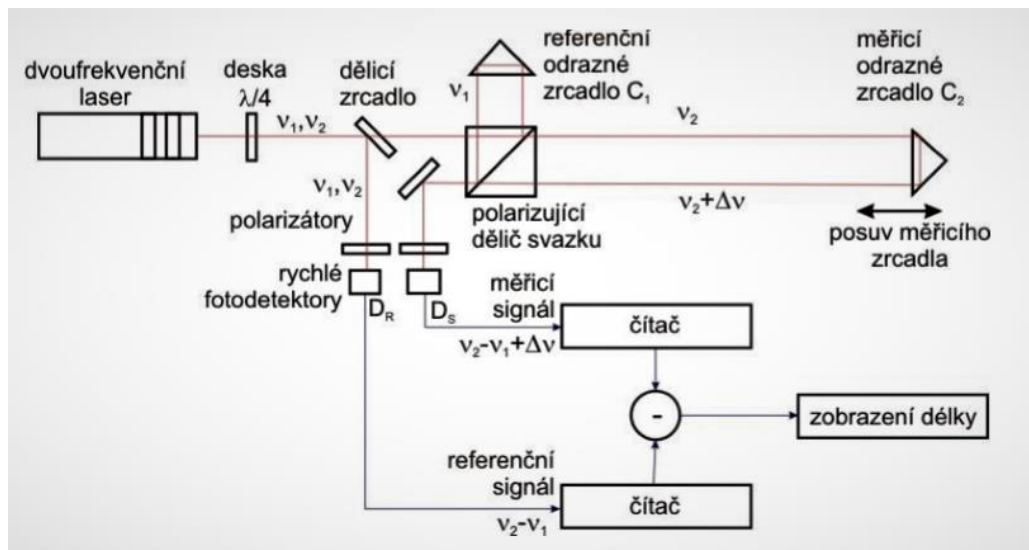 dvoufrekvenční
laser
deska
λ/4
dělicí
zrcadlo
referenční
odrazné
zrcadlo C₁
měřicí
odrazné
zrcadlo C₂
ν₁,ν₂
ν₁
ν₂
ν₁,ν₂
ν₂+Δν
polarizátory
polarizující
dělič svazku
posuv měřicího
zrcadla
rychlé
fotodetektory
D_R
D_S
měřicí
signál
ν₂-ν₁+Δν
čítač
-
zobrazení délky
referenční
signál
ν₂-ν₁
čítač